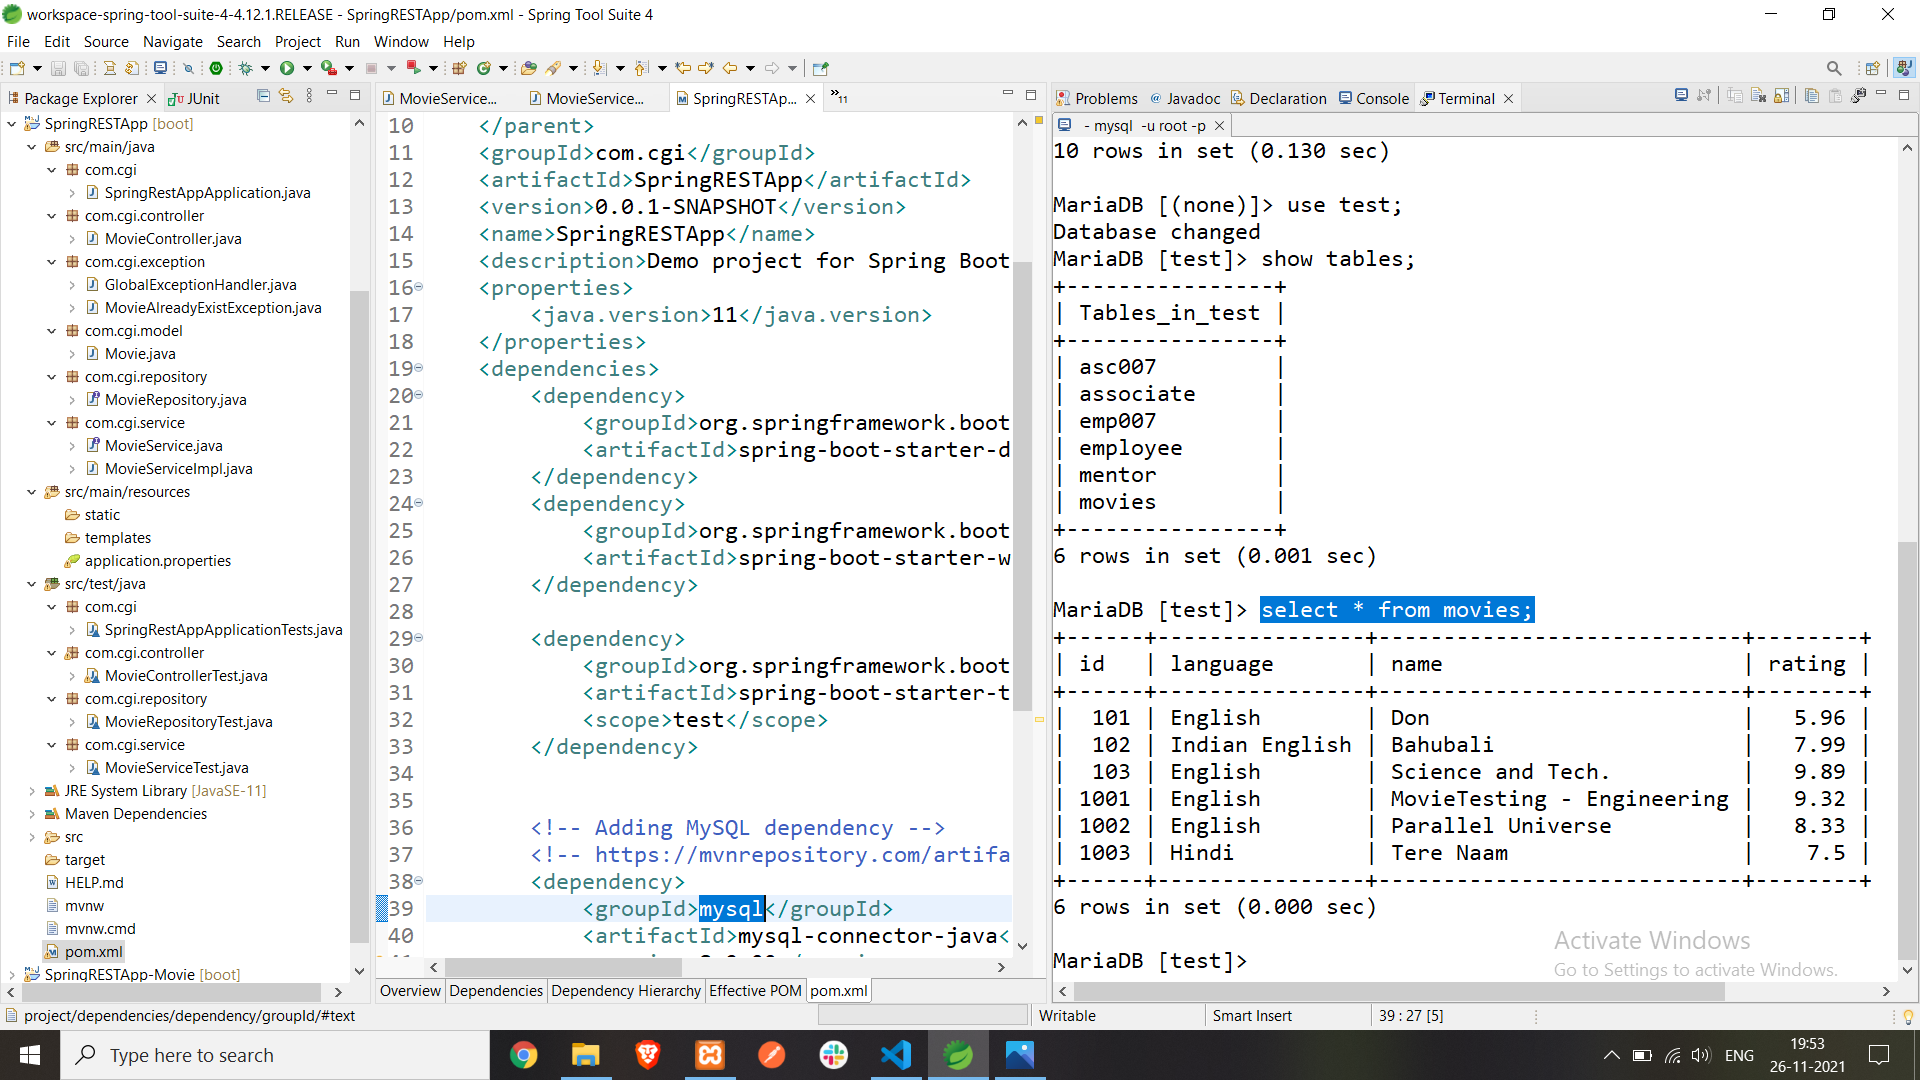 workspace-spring-tool-suite-4-4.12.1.RELEASE - SpringRESTApp/pom.xml - Spring Tool Suite 4
File Edit Source Navigate Search Project Run Window Help
Package Explorer
JUnit
SpringRESTApp [boot]
src/main/java
com.cgi
SpringRestAppApplication.java
com.cgi.controller
MovieController.java
com.cgi.exception
GlobalExceptionHandler.java
MovieAlreadyExistException.java
com.cgi.model
Movie.java
com.cgi.repository
MovieRepository.java
com.cgi.service
MovieService.java
MovieServiceImpl.java
src/main/resources
static
templates
application.properties
src/test/java
com.cgi
SpringRestAppApplicationTests.java
com.cgi.controller
MovieControllerTest.java
com.cgi.repository
MovieRepositoryTest.java
com.cgi.service
MovieServiceTest.java
JRE System Library [JavaSE-11]
Maven Dependencies
src
target
HELP.md
mvnw
mvnw.cmd
pom.xml
SpringRESTApp-Movie [boot]
MovieService... MovieService... SpringRESTAp... »11
10 </parent>
11 <groupId>com.cgi</groupId>
12 <artifactId>SpringRESTApp</artifactId>
13 <version>0.0.1-SNAPSHOT</version>
14 <name>SpringRESTApp</name>
15 <description>Demo project for Spring Boot
16 <properties>
17 <java.version>11</java.version>
18 </properties>
19 <dependencies>
20 <dependency>
21 <groupId>org.springframework.boot
22 <artifactId>spring-boot-starter-d
23 </dependency>
24 <dependency>
25 <groupId>org.springframework.boot
26 <artifactId>spring-boot-starter-w
27 </dependency>
28
29 <dependency>
30 <groupId>org.springframework.boot
31 <artifactId>spring-boot-starter-t
32 <scope>test</scope>
33 </dependency>
34
35
36 <!-- Adding MySQL dependency -->
37 <!-- https://mvnrepository.com/artifa
38 <dependency>
39 <groupId>mysql</groupId>
40 <artifactId>mysql-connector-java<
Overview Dependencies Dependency Hierarchy Effective POM pom.xml
Problems Javadoc Declaration Console Terminal
- mysql -u root -p
10 rows in set (0.130 sec)
MariaDB [(none)]> use test;
Database changed
MariaDB [test]> show tables;
+----------------+
| Tables_in_test |
+----------------+
| asc007 |
| associate |
| emp007 |
| employee |
| mentor |
| movies |
+----------------+
6 rows in set (0.001 sec)
MariaDB [test]> select * from movies;
+------+----------------+----------------------------+--------+
| id | language | name | rating |
+------+----------------+----------------------------+--------+
| 101 | English | Don | 5.96 |
| 102 | Indian English | Bahubali | 7.99 |
| 103 | English | Science and Tech. | 9.89 |
| 1001 | English | MovieTesting - Engineering | 9.32 |
| 1002 | English | Parallel Universe | 8.33 |
| 1003 | Hindi | Tere Naam | 7.5 |
+------+----------------+----------------------------+--------+
6 rows in set (0.000 sec)
MariaDB [test]>
Activate Windows
Go to Settings to activate Windows.
project/dependencies/dependency/groupId/#text
Writable
Smart Insert
39 : 27 [5]
Type here to search
ENG
19:53
26-11-2021